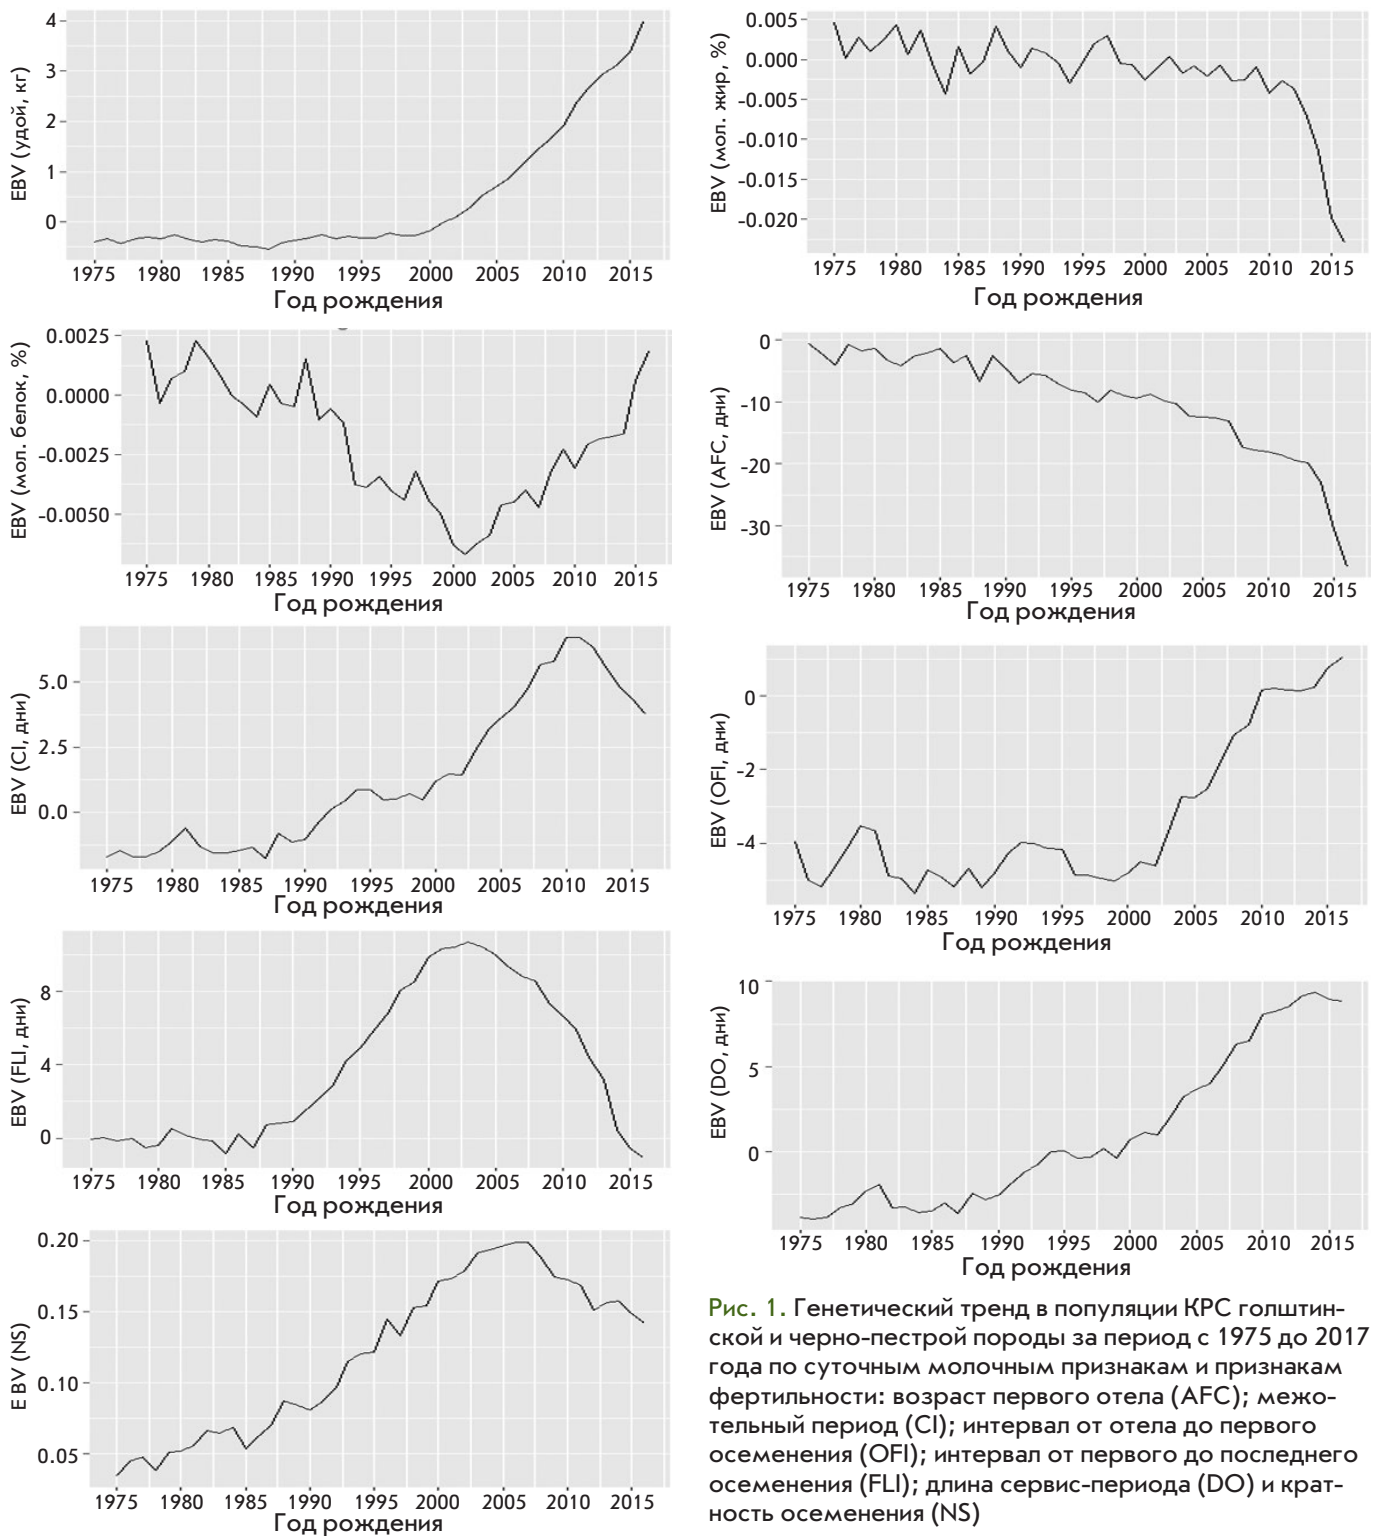 EBV (удой, кг)
4
3
2
1
0
1975 1980 1985 1990 1995 2000 2005 2010 2015
Год рождения
EBV (мол. белок, %)
0.0025
0.0000
-0.0025
-0.0050
1975 1980 1985 1990 1995 2000 2005 2010 2015
Год рождения
EBV (CI, дни)
5.0
2.5
0.0
1975 1980 1985 1990 1995 2000 2005 2010 2015
Год рождения
EBV (FLI, дни)
8
4
0
1975 1980 1985 1990 1995 2000 2005 2010 2015
Год рождения
E BV (NS)
0.20
0.15
0.10
0.05
1975 1980 1985 1990 1995 2000 2005 2010 2015
Год рождения
EBV (мол. жир, %)
0.005
0.000
-0.005
-0.010
-0.015
-0.020
1975 1980 1985 1990 1995 2000 2005 2010 2015
Год рождения
EBV (AFC, дни)
0
-10
-20
-30
1975 1980 1985 1990 1995 2000 2005 2010 2015
Год рождения
EBV (OFI, дни)
0
-2
-4
1975 1980 1985 1990 1995 2000 2005 2010 2015
Год рождения
EBV (DO, дни)
10
5
0
1975 1980 1985 1990 1995 2000 2005 2010 2015
Год рождения
Рис. 1. Генетический тренд в популяции КРС голштин-
ской и черно-пестрой породы за период с 1975 до 2017
года по суточным молочным признакам и признакам
фертильности: возраст первого отела (AFC); межо-
тельный период (CI); интервал от отела до первого
осеменения (OFI); интервал от первого до последнего
осеменения (FLI); длина сервис-периода (DO) и крат-
ность осеменения (NS)